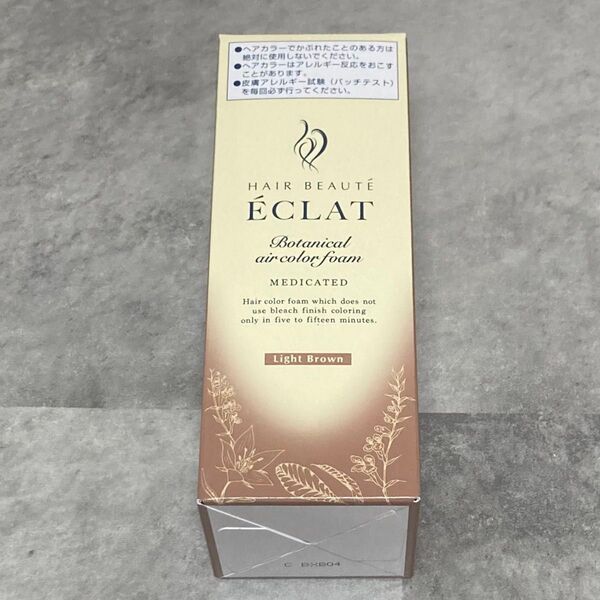 ●ヘアカラーでかぶれたことのある方は
絶対に使用しないでください。
●ヘアカラーはアレルギー反応をおこす
ことがあります。
●皮膚アレルギー試験（パッチテスト）
を毎回必ず行ってください。
HAIR BEAUTÉ
ÉCLAT
Botanical
air color foam
MEDICATED
Hair color foam which does not
use bleach finish coloring
only in five to fifteen minutes.
Light Brown
C BXB04